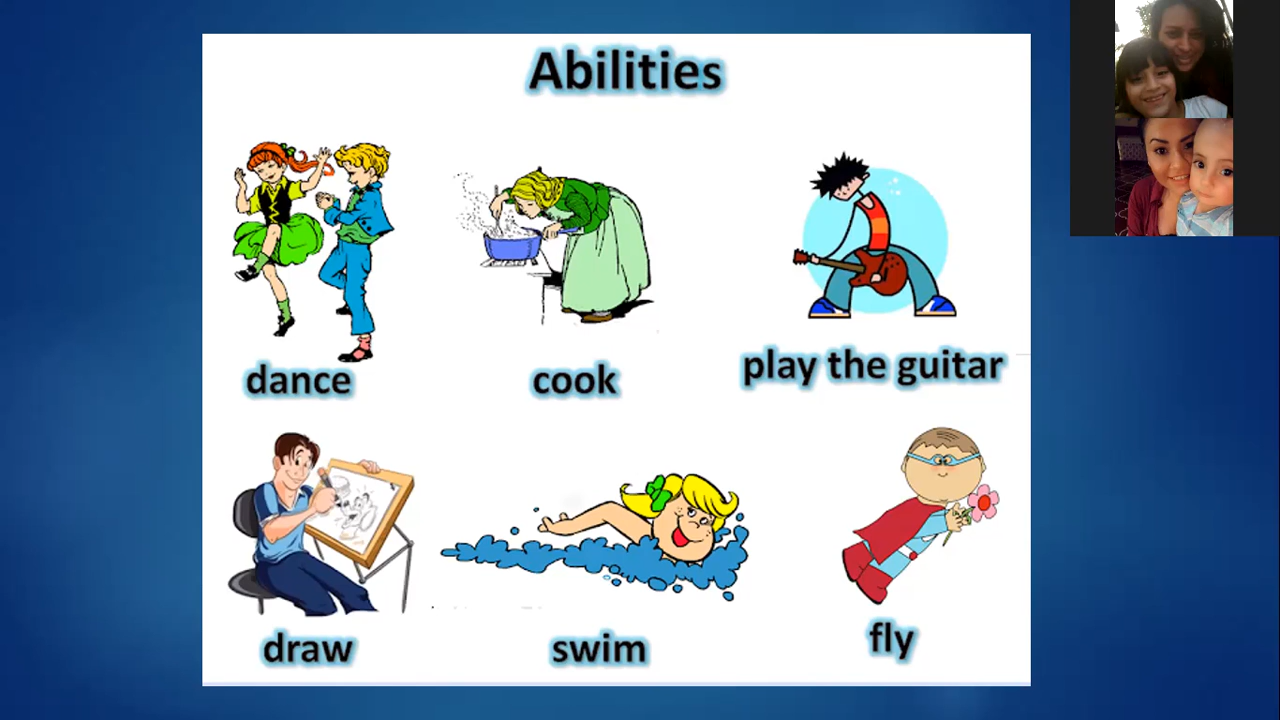 Abilities
dance
cook
play the guitar
draw
swim
fly